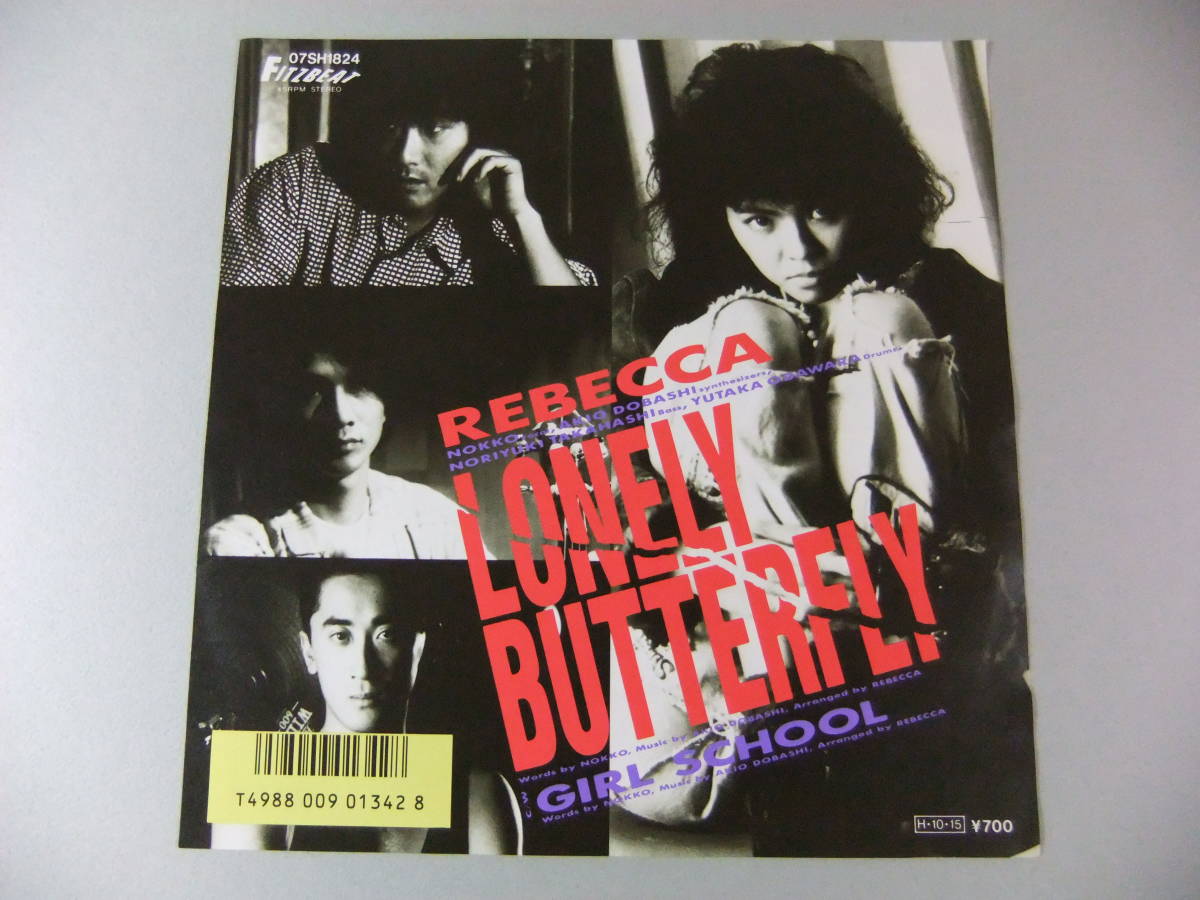 07SH1824
FITZBEAT
45RPM STEREO
REBECCA
NOKKO AKIO DOBASHI Synthesizers,
NORIYUKI TAKAHASHI Bass, YUTAKA ODAWARA Drums
LONELY
BUTTERFLY
Words by NOKKO, Music by AKIO DOBASHI, Arranged by REBECCA
GIRL SCHOOL
Words by NOKKO, Music by AKIO DOBASHI, Arranged by REBECCA
T4988 009 01342 8
H・10・15 ¥700